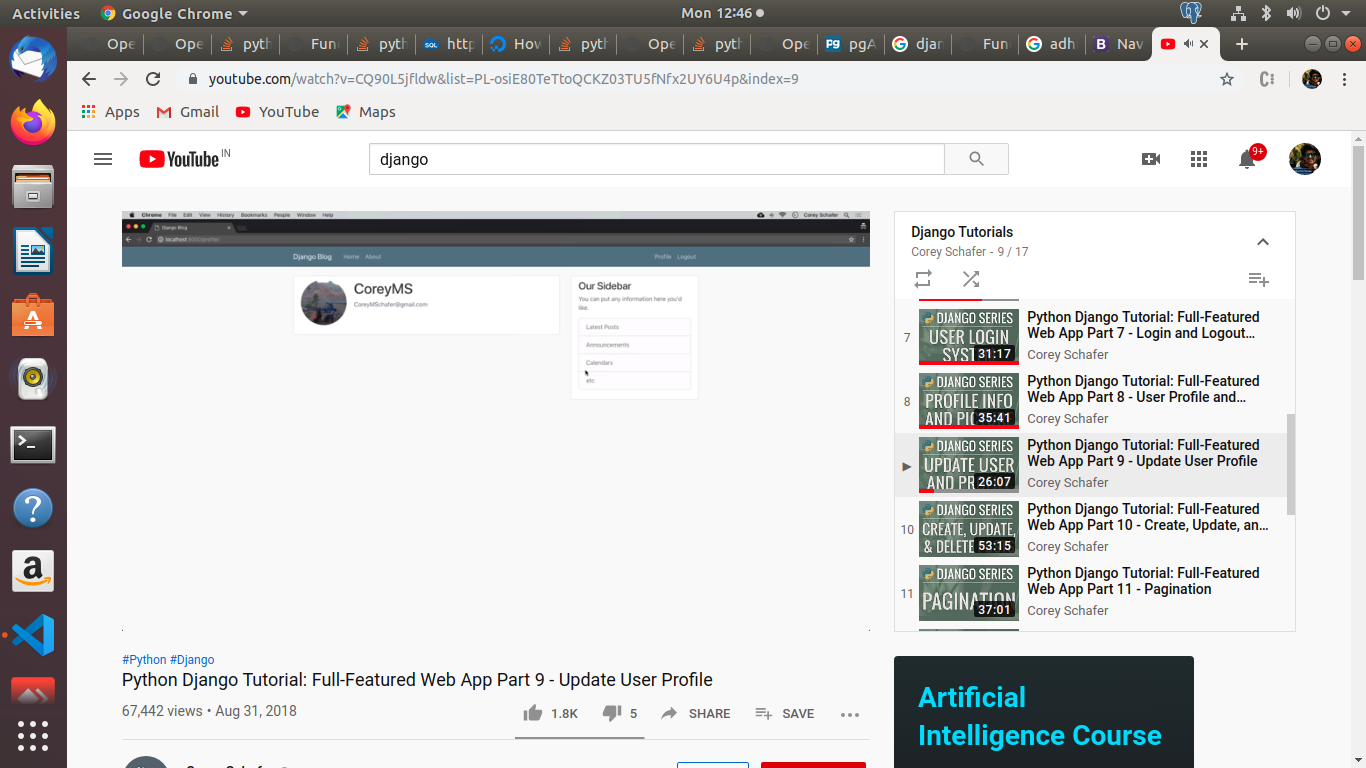 Activities
Google Chrome
Mon 12:46
Ope
Ope
pyth
Fun
pyth
SQL
http
How
pyth
Ope
pyth
Ope
pg
pgA
djar
Fun
adh
B
Nav
youtube.com/watch?v=CQ90L5jfldw&list=PL-osiE80TeTtoQCKZ03TU5fNfx2UY6U4p&index=9
Apps
Gmail
YouTube
Maps
YouTube IN
django
9+
Chrome File Edit View History Bookmarks People Window Help
Corey Schafer
Django Blog
localhost:8000/profile/
Django Blog Home About
Profile Logout
CoreyMS
CoreyMSchafer@gmail.com
Our Sidebar
You can put any information here you'd
like.
Latest Posts
Announcements
Calendars
etc
Django Tutorials
Corey Schafer - 9 / 17
7
DJANGO SERIES
USER LOGIN
SYST
31:17
Python Django Tutorial: Full-Featured
Web App Part 7 - Login and Logout…
Corey Schafer
8
DJANGO SERIES
PROFILE INFO
AND PIC
35:41
Python Django Tutorial: Full-Featured
Web App Part 8 - User Profile and…
Corey Schafer
DJANGO SERIES
UPDATE USER
AND PR
26:07
Python Django Tutorial: Full-Featured
Web App Part 9 - Update User Profile
Corey Schafer
10
DJANGO SERIES
CREATE, UPDATE,
& DELETE
53:15
Python Django Tutorial: Full-Featured
Web App Part 10 - Create, Update, an…
Corey Schafer
11
DJANGO SERIES
PAGINATION
37:01
Python Django Tutorial: Full-Featured
Web App Part 11 - Pagination
Corey Schafer
#Python #Django
Python Django Tutorial: Full-Featured Web App Part 9 - Update User Profile
67,442 views • Aug 31, 2018
1.8K
5
SHARE
SAVE
Artificial
Intelligence Course